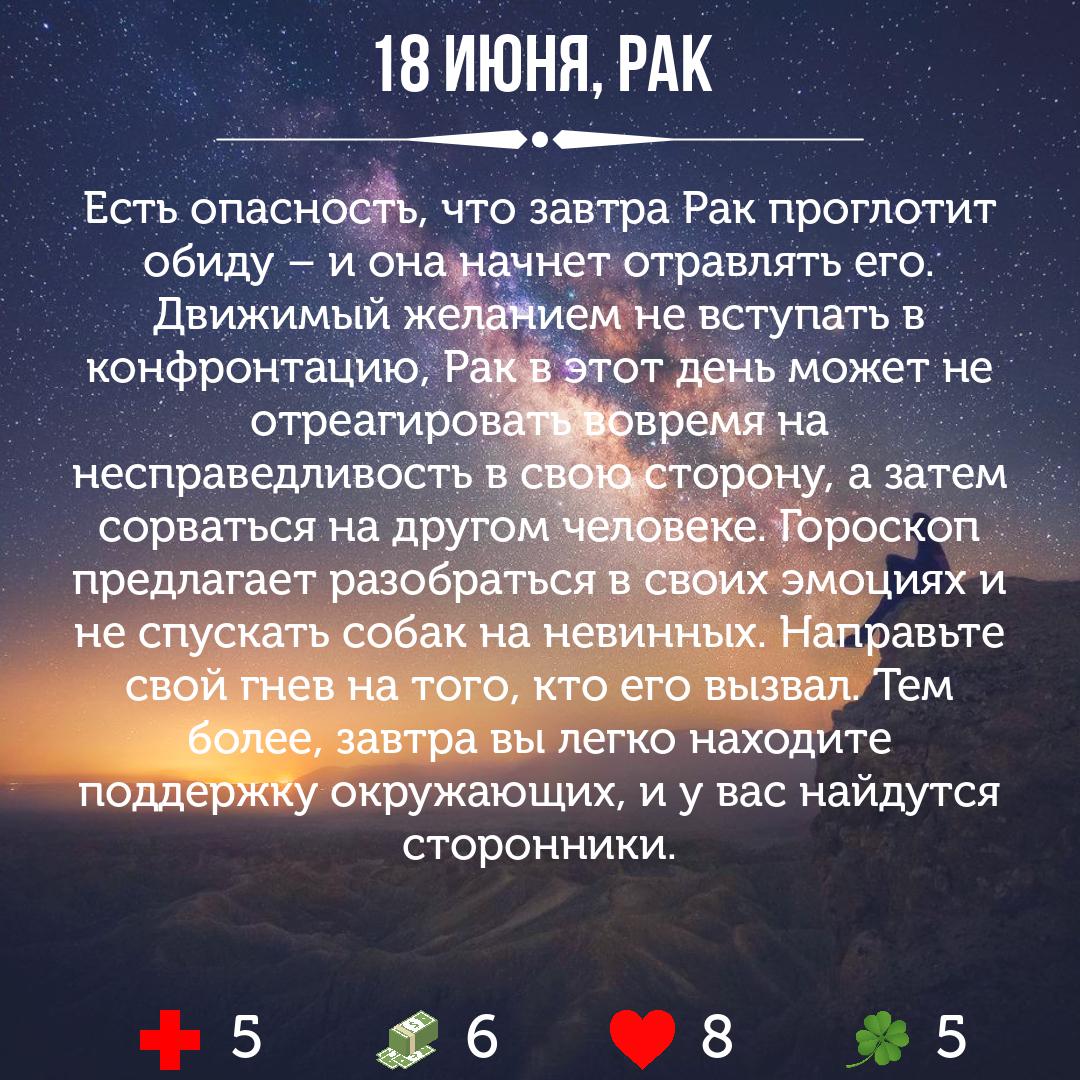 18 ИЮНЯ, РАК
Есть опасность, что завтра Рак проглотит
обиду – и она начнет отравлять его.
Движимый желанием не вступать в
конфронтацию, Рак в этот день может не
отреагировать вовремя на
несправедливость в свою сторону, а затем
сорваться на другом человеке. Гороскоп
предлагает разобраться в своих эмоциях и
не спускать собак на невинных. Направьте
свой гнев на того, кто его вызвал. Тем
более, завтра вы легко находите
поддержку окружающих, и у вас найдутся
сторонники.
5 6 8 5